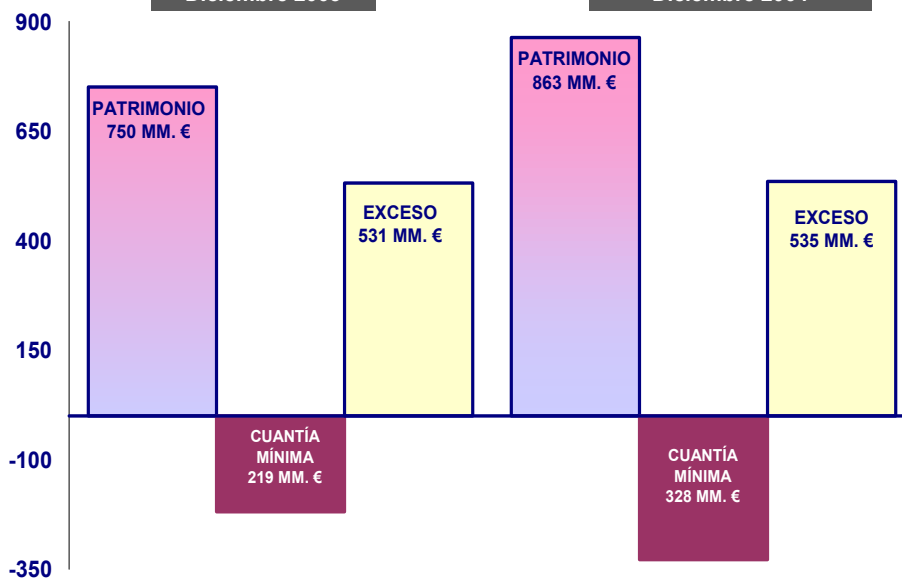 900
650
400
150
-100
-350
PATRIMONIO
750 MM. €
CUANTÍA
MÍNIMA
219 MM. €
EXCESO
531 MM. €
PATRIMONIO
863 MM. €
CUANTÍA
MÍNIMA
328 MM. €
EXCESO
535 MM. €